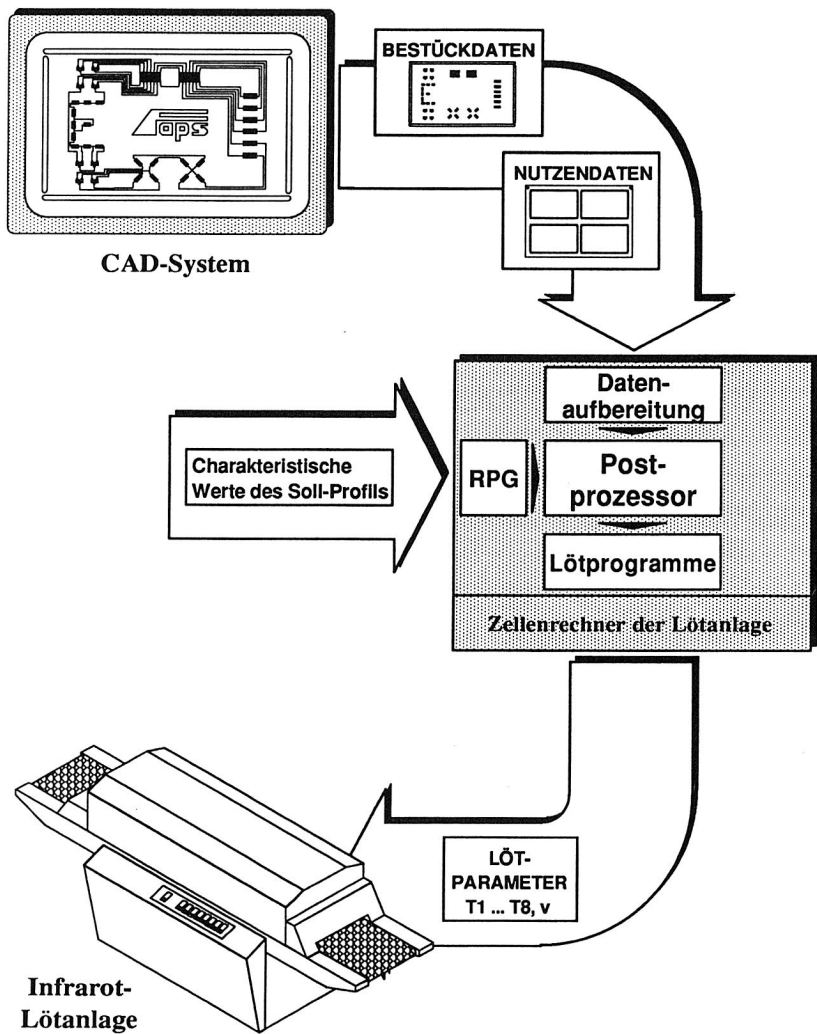 BESTÜCKDATEN
Faps
NUTZENDATEN
CAD-System
Daten-
aufbereitung
Charakteristische
Werte des Soll-Profils
RPG
Post-
prozessor
Lötprogramme
Zellenrechner der Lötanlage
LÖT-
PARAMETER
T1 ... T8, v
Infrarot-
Lötanlage